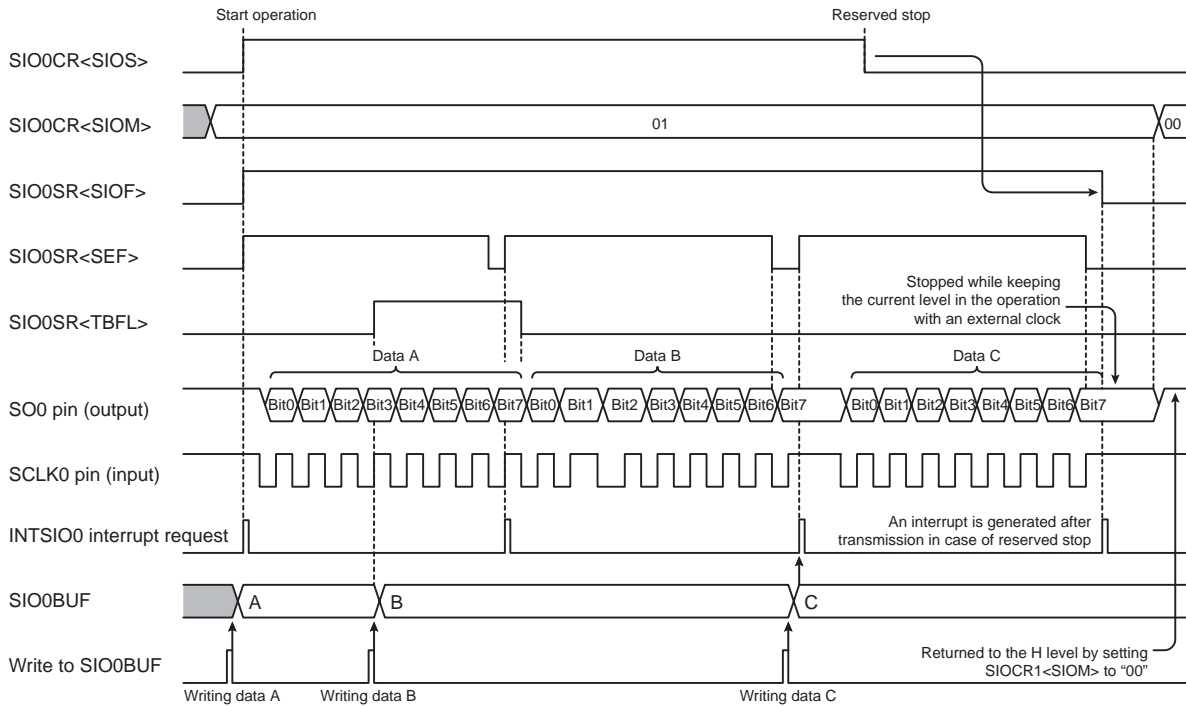 Start operation
Reserved stop
SIO0CR<SIOS>
SIO0CR<SIOM>
01
00
SIO0SR<SIOF>
SIO0SR<SEF>
Stopped while keeping
the current level in the operation
with an external clock
SIO0SR<TBFL>
Data A
Data B
Data C
SO0 pin (output)
Bit0 Bit1 Bit2 Bit3 Bit4 Bit5 Bit6 Bit7 Bit0 Bit1 Bit2 Bit3 Bit4 Bit5 Bit6 Bit7 Bit0 Bit1 Bit2 Bit3 Bit4 Bit5 Bit6 Bit7
SCLK0 pin (input)
INTSIO0 interrupt request
An interrupt is generated after
transmission in case of reserved stop
SIO0BUF
A
B
C
Write to SIO0BUF
Returned to the H level by setting
SIOCR1<SIOM> to “00”
Writing data A
Writing data B
Writing data C